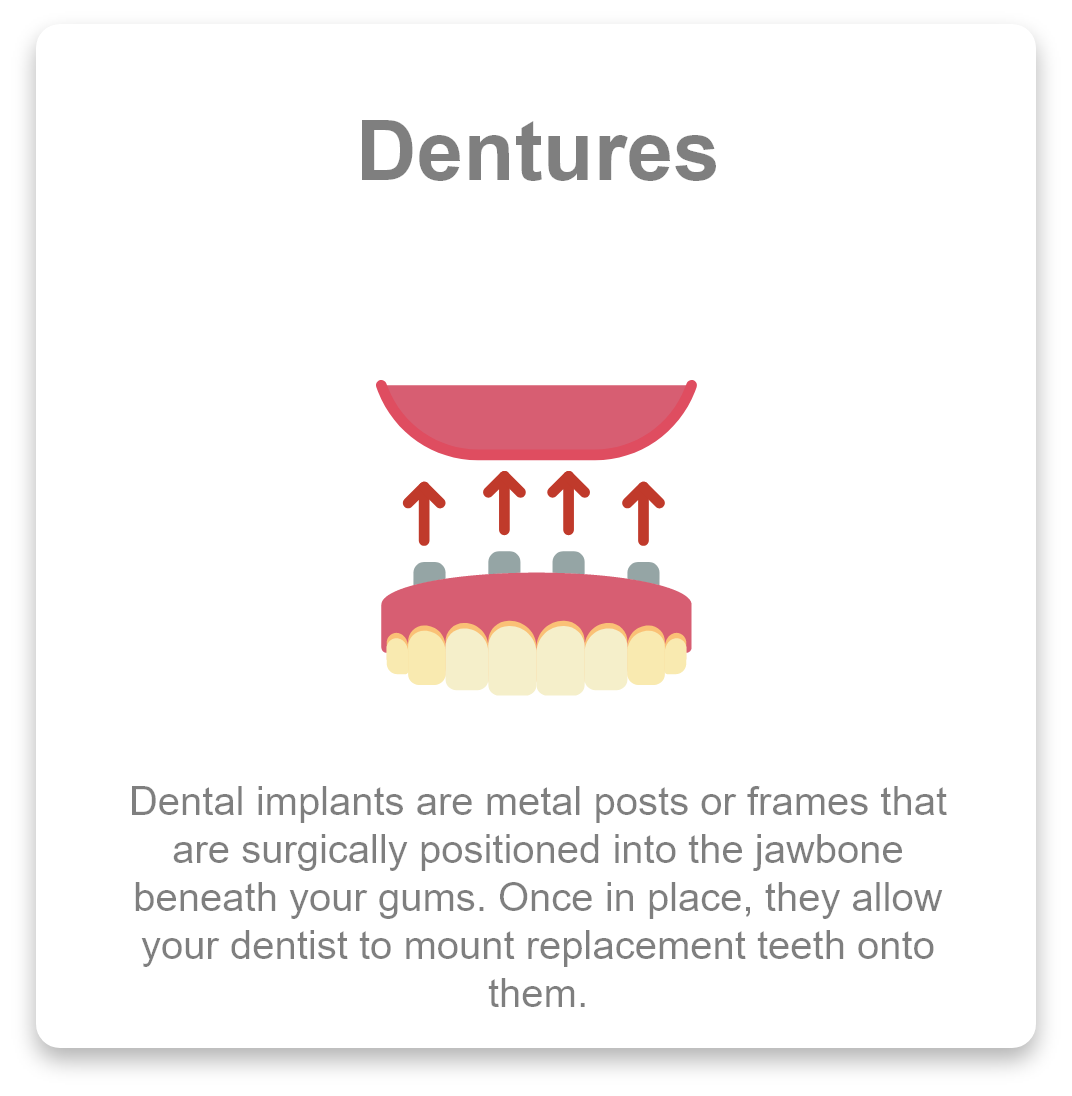 Dentures
Dental implants are metal posts or frames that
are surgically positioned into the jawbone
beneath your gums. Once in place, they allow
your dentist to mount replacement teeth onto
them.